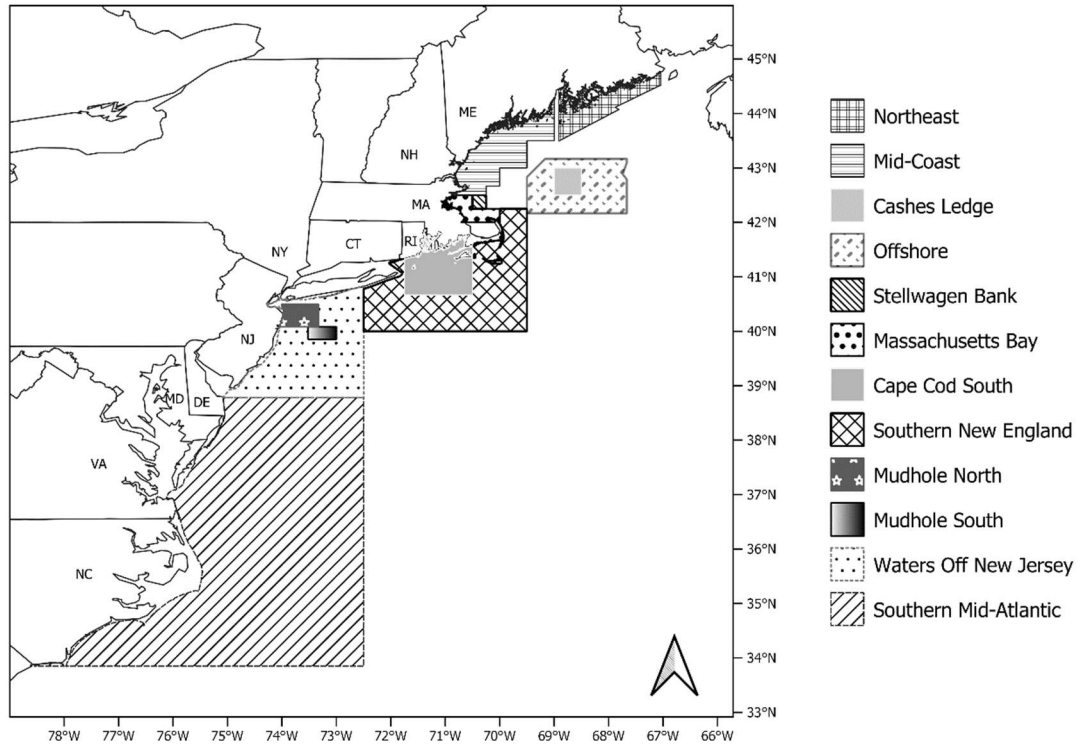 ME
NH
MA
NY
CT
RI
NJ
MD
DE
VA
NC
45°N
44°N
43°N
42°N
41°N
40°N
39°N
38°N
37°N
36°N
35°N
34°N
33°N
78°W
77°W
76°W
75°W
74°W
73°W
72°W
71°W
70°W
69°W
68°W
67°W
66°W
Northeast
Mid-Coast
Cashes Ledge
Offshore
Stellwagen Bank
Massachusetts Bay
Cape Cod South
Southern New England
Mudhole North
Mudhole South
Waters Off New Jersey
Southern Mid-Atlantic